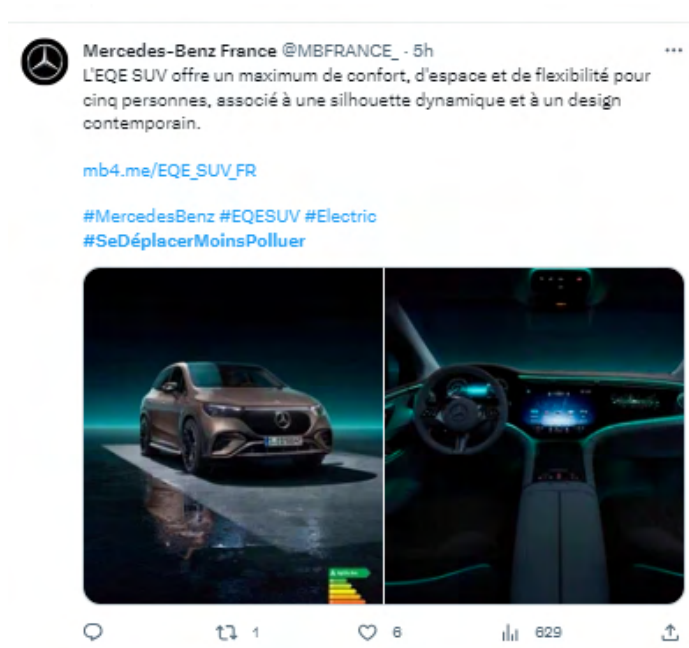 Mercedes-Benz France @MBFRANCE_ · 5h
L'EQE SUV offre un maximum de confort, d'espace et de flexibilité pour
cinq personnes, associé à une silhouette dynamique et à un design
contemporain.
mb4.me/EQE_SUV_FR
#MercedesBenz #EQESUV #Electric
#SeDéplacerMoinsPolluer
1 6 629